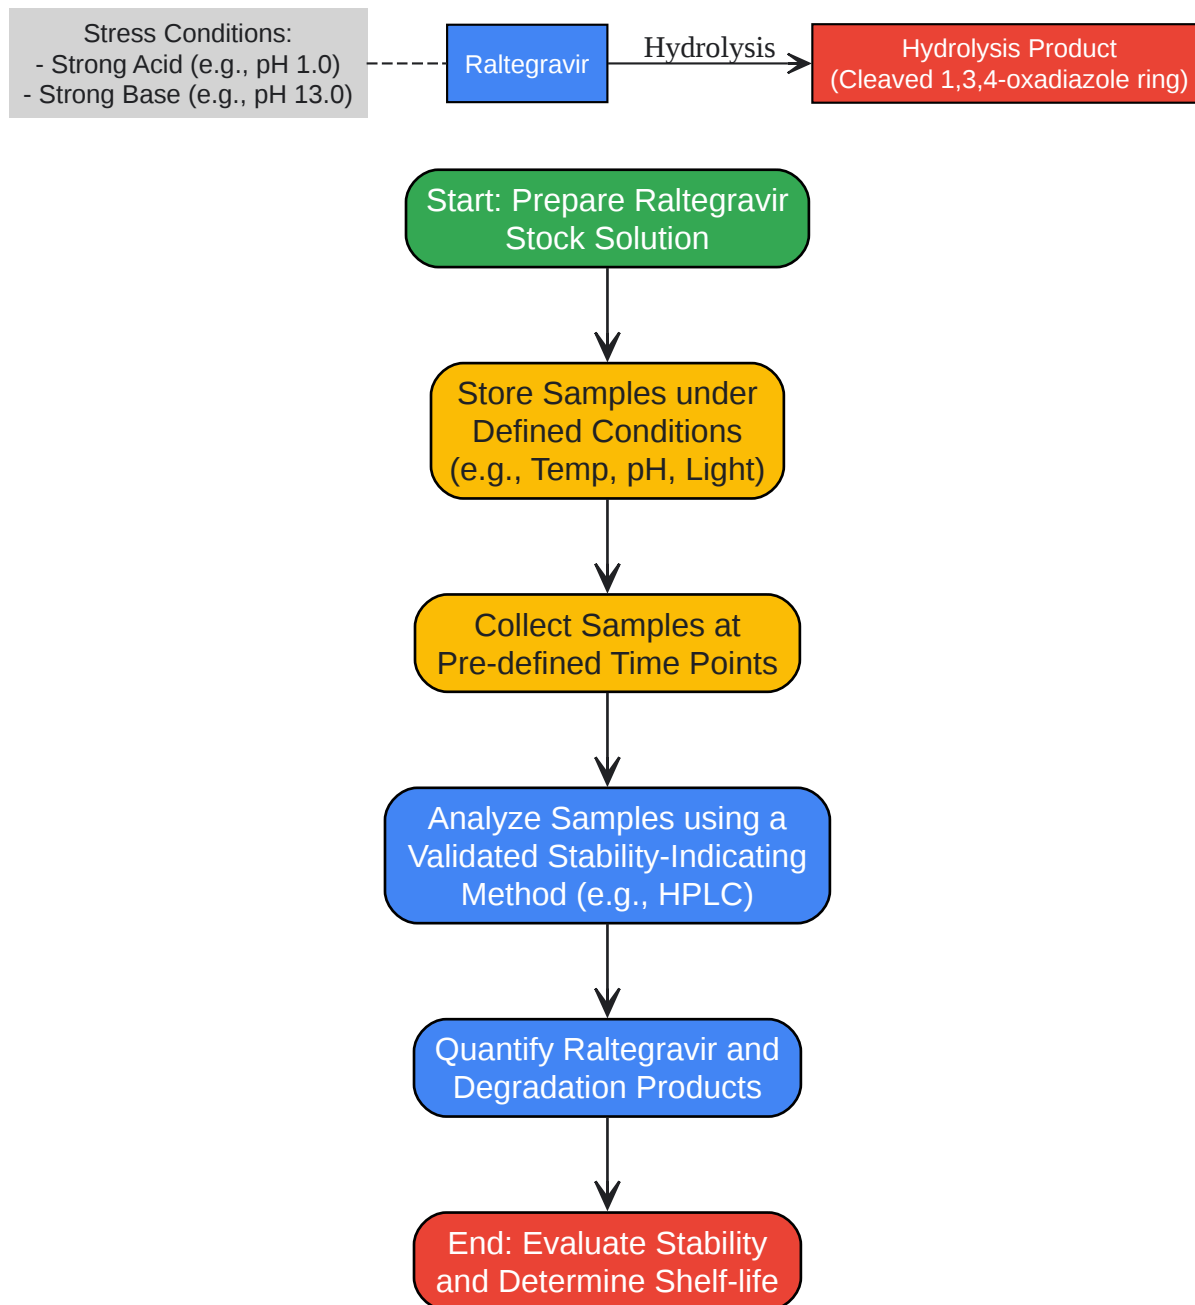 Stress Conditions:
- Strong Acid (e.g., pH 1.0)
- Strong Base (e.g., pH 13.0)
Raltegravir
Hydrolysis
Hydrolysis Product
(Cleaved 1,3,4-oxadiazole ring)
Start: Prepare Raltegravir
Stock Solution
Store Samples under
Defined Conditions
(e.g., Temp, pH, Light)
Collect Samples at
Pre-defined Time Points
Analyze Samples using a
Validated Stability-Indicating
Method (e.g., HPLC)
Quantify Raltegravir and
Degradation Products
End: Evaluate Stability
and Determine Shelf-life